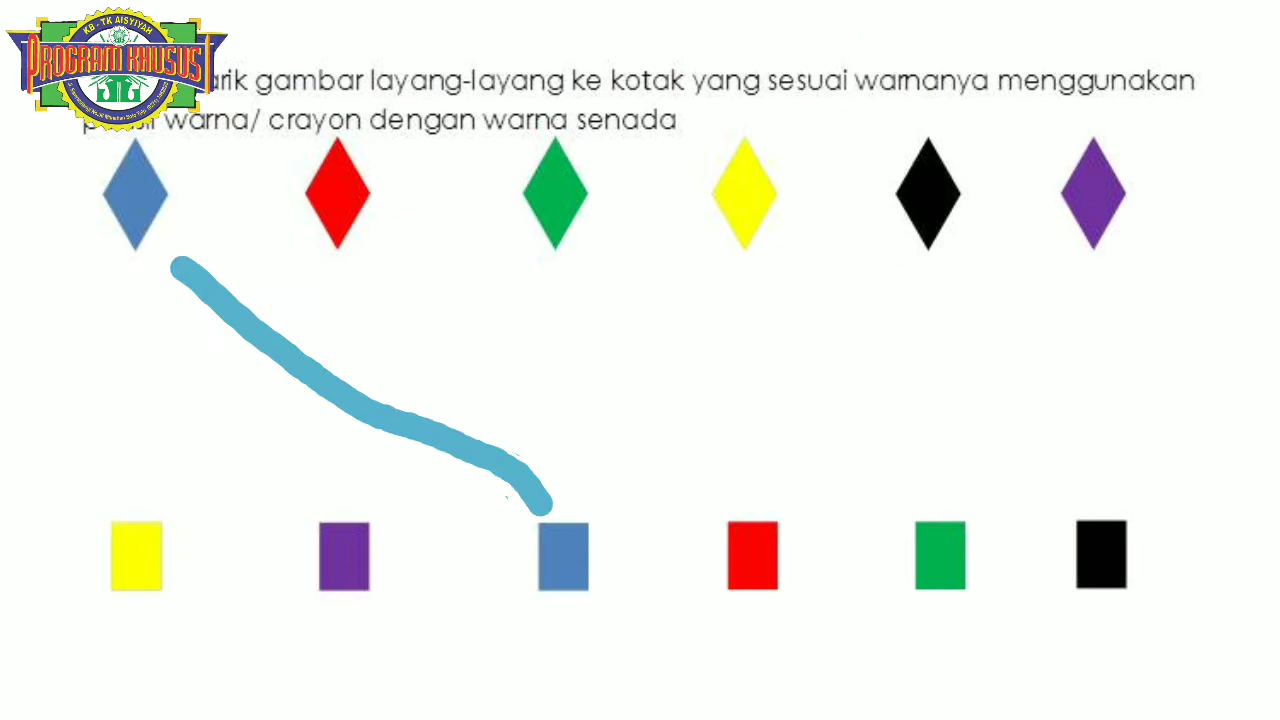 KB - TK AISYIYAH
PROGRAM KHUSUS
arik gambar layang-layang ke kotak yang sesuai warnanya menggunakan
warna/ crayon dengan warna senada